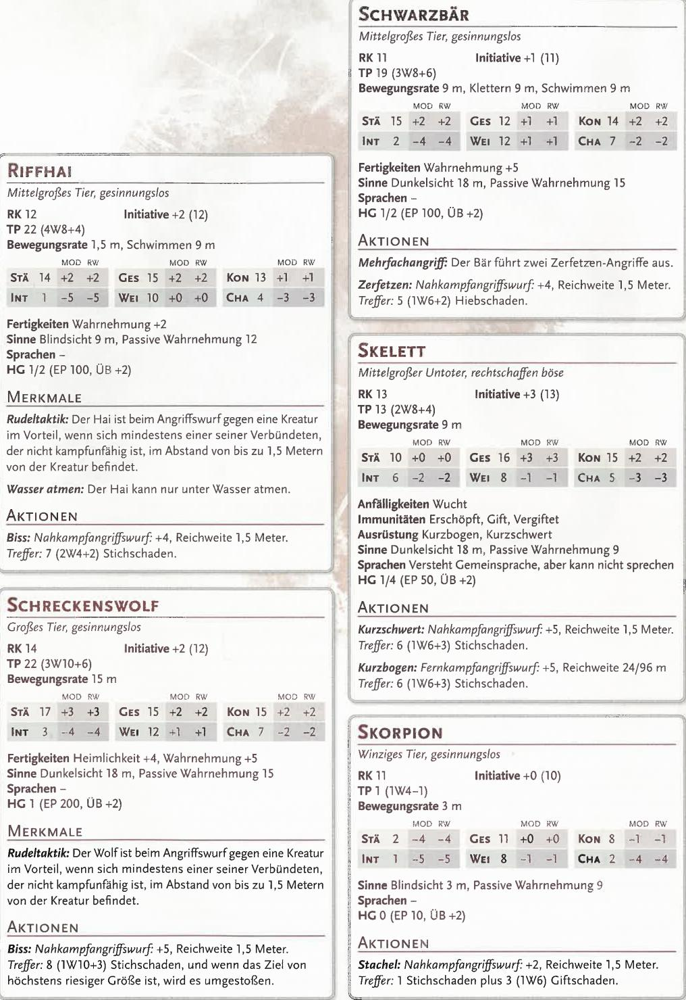 RIFFHAI
Mittelgroßes Tier, gesinnungslos
RK 12 Initiative +2 (12)
TP 22 (4W8+4)
Bewegungsrate 1,5 m, Schwimmen 9 m
MOD RW MOD RW MOD RW
STÄ 14 +2 +2 GES 15 +2 +2 KON 13 +1 +1
INT 1 –5 –5 WEI 10 +0 +0 CHA 4 –3 –3
Fertigkeiten Wahrnehmung +2
Sinne Blindsicht 9 m, Passive Wahrnehmung 12
Sprachen –
HG 1/2 (EP 100, ÜB +2)
MERKMALE
Rudeltaktik: Der Hai ist beim Angriffswurf gegen eine Kreatur
im Vorteil, wenn sich mindestens einer seiner Verbündeten,
der nicht kampfunfähig ist, im Abstand von bis zu 1,5 Metern
von der Kreatur befindet.
Wasser atmen: Der Hai kann nur unter Wasser atmen.
AKTIONEN
Biss: Nahkampfangriffswurf: +4, Reichweite 1,5 Meter.
Treffer: 7 (2W4+2) Stichschaden.
SCHRECKENSWOLF
Großes Tier, gesinnungslos
RK 14 Initiative +2 (12)
TP 22 (3W10+6)
Bewegungsrate 15 m
MOD RW MOD RW MOD RW
STÄ 17 +3 +3 GES 15 +2 +2 KON 15 +2 +2
INT 3 –4 –4 WEI 12 +1 +1 CHA 7 –2 –2
Fertigkeiten Heimlichkeit +4, Wahrnehmung +5
Sinne Dunkelsicht 18 m, Passive Wahrnehmung 15
Sprachen –
HG 1 (EP 200, ÜB +2)
MERKMALE
Rudeltaktik: Der Wolf ist beim Angriffswurf gegen eine Kreatur
im Vorteil, wenn sich mindestens einer seiner Verbündeten,
der nicht kampfunfähig ist, im Abstand von bis zu 1,5 Metern
von der Kreatur befindet.
AKTIONEN
Biss: Nahkampfangriffswurf: +5, Reichweite 1,5 Meter.
Treffer: 8 (1W10+3) Stichschaden, und wenn das Ziel von
höchstens riesiger Größe ist, wird es umgestoßen.
SCHWARZBÄR
Mittelgroßes Tier, gesinnungslos
RK 11 Initiative +1 (11)
TP 19 (3W8+6)
Bewegungsrate 9 m, Klettern 9 m, Schwimmen 9 m
MOD RW MOD RW MOD RW
STÄ 15 +2 +2 GES 12 +1 +1 KON 14 +2 +2
INT 2 –4 –4 WEI 12 +1 +1 CHA 7 –2 –2
Fertigkeiten Wahrnehmung +5
Sinne Dunkelsicht 18 m, Passive Wahrnehmung 15
Sprachen –
HG 1/2 (EP 100, ÜB +2)
AKTIONEN
Mehrfachangriff: Der Bär führt zwei Zerfetzen-Angriffe aus.
Zerfetzen: Nahkampfangriffswurf: +4, Reichweite 1,5 Meter.
Treffer: 5 (1W6+2) Hiebschaden.
SKELETT
Mittelgroßer Untoter, rechtschaffen böse
RK 13 Initiative +3 (13)
TP 13 (2W8+4)
Bewegungsrate 9 m
MOD RW MOD RW MOD RW
STÄ 10 +0 +0 GES 16 +3 +3 KON 15 +2 +2
INT 6 –2 –2 WEI 8 –1 –1 CHA 5 –3 –3
Anfälligkeiten Wucht
Immunitäten Erschöpft, Gift, Vergiftet
Ausrüstung Kurzbogen, Kurzschwert
Sinne Dunkelsicht 18 m, Passive Wahrnehmung 9
Sprachen Versteht Gemeinsprache, aber kann nicht sprechen
HG 1/4 (EP 50, ÜB +2)
AKTIONEN
Kurzschwert: Nahkampfangriffswurf: +5, Reichweite 1,5 Meter.
Treffer: 6 (1W6+3) Stichschaden.
Kurzbogen: Fernkampfangriffswurf: +5, Reichweite 24/96 m
Treffer: 6 (1W6+3) Stichschaden.
SKORPION
Winziges Tier, gesinnungslos
RK 11 Initiative +0 (10)
TP 1 (1W4–1)
Bewegungsrate 3 m
MOD RW MOD RW MOD RW
STÄ 2 –4 –4 GES 11 +0 +0 KON 8 –1 –1
INT 1 –5 –5 WEI 8 –1 –1 CHA 2 –4 –4
Sinne Blindsicht 3 m, Passive Wahrnehmung 9
Sprachen –
HG 0 (EP 10, ÜB +2)
AKTIONEN
Stachel: Nahkampfangriffswurf: +2, Reichweite 1,5 Meter.
Treffer: 1 Stichschaden plus 3 (1W6) Giftschaden.